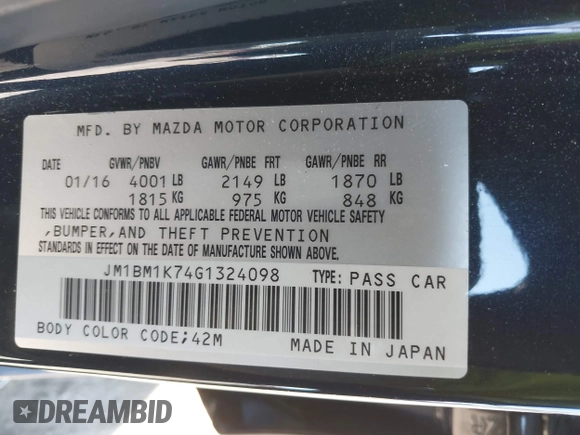 MFD. BY MAZDA MOTOR CORPORATION
DATE GVWR/PNBV GAWR/PNBE FRT GAWR/PNBE RR
01/16 4001 LB 2149 LB 1870 LB
1815 KG 975 KG 848 KG
THIS VEHICLE CONFORMS TO ALL APPLICABLE FEDERAL MOTOR VEHICLE SAFETY
,BUMPER,AND THEFT PREVENTION
STANDARDS IN EFFECT ON THE DATE OF MANUFACTURE SHOWN ABOVE.
JM1BM1K74G1324098 TYPE: PASS CAR
BODY COLOR CODE;42M MADE IN JAPAN
DREAMBID